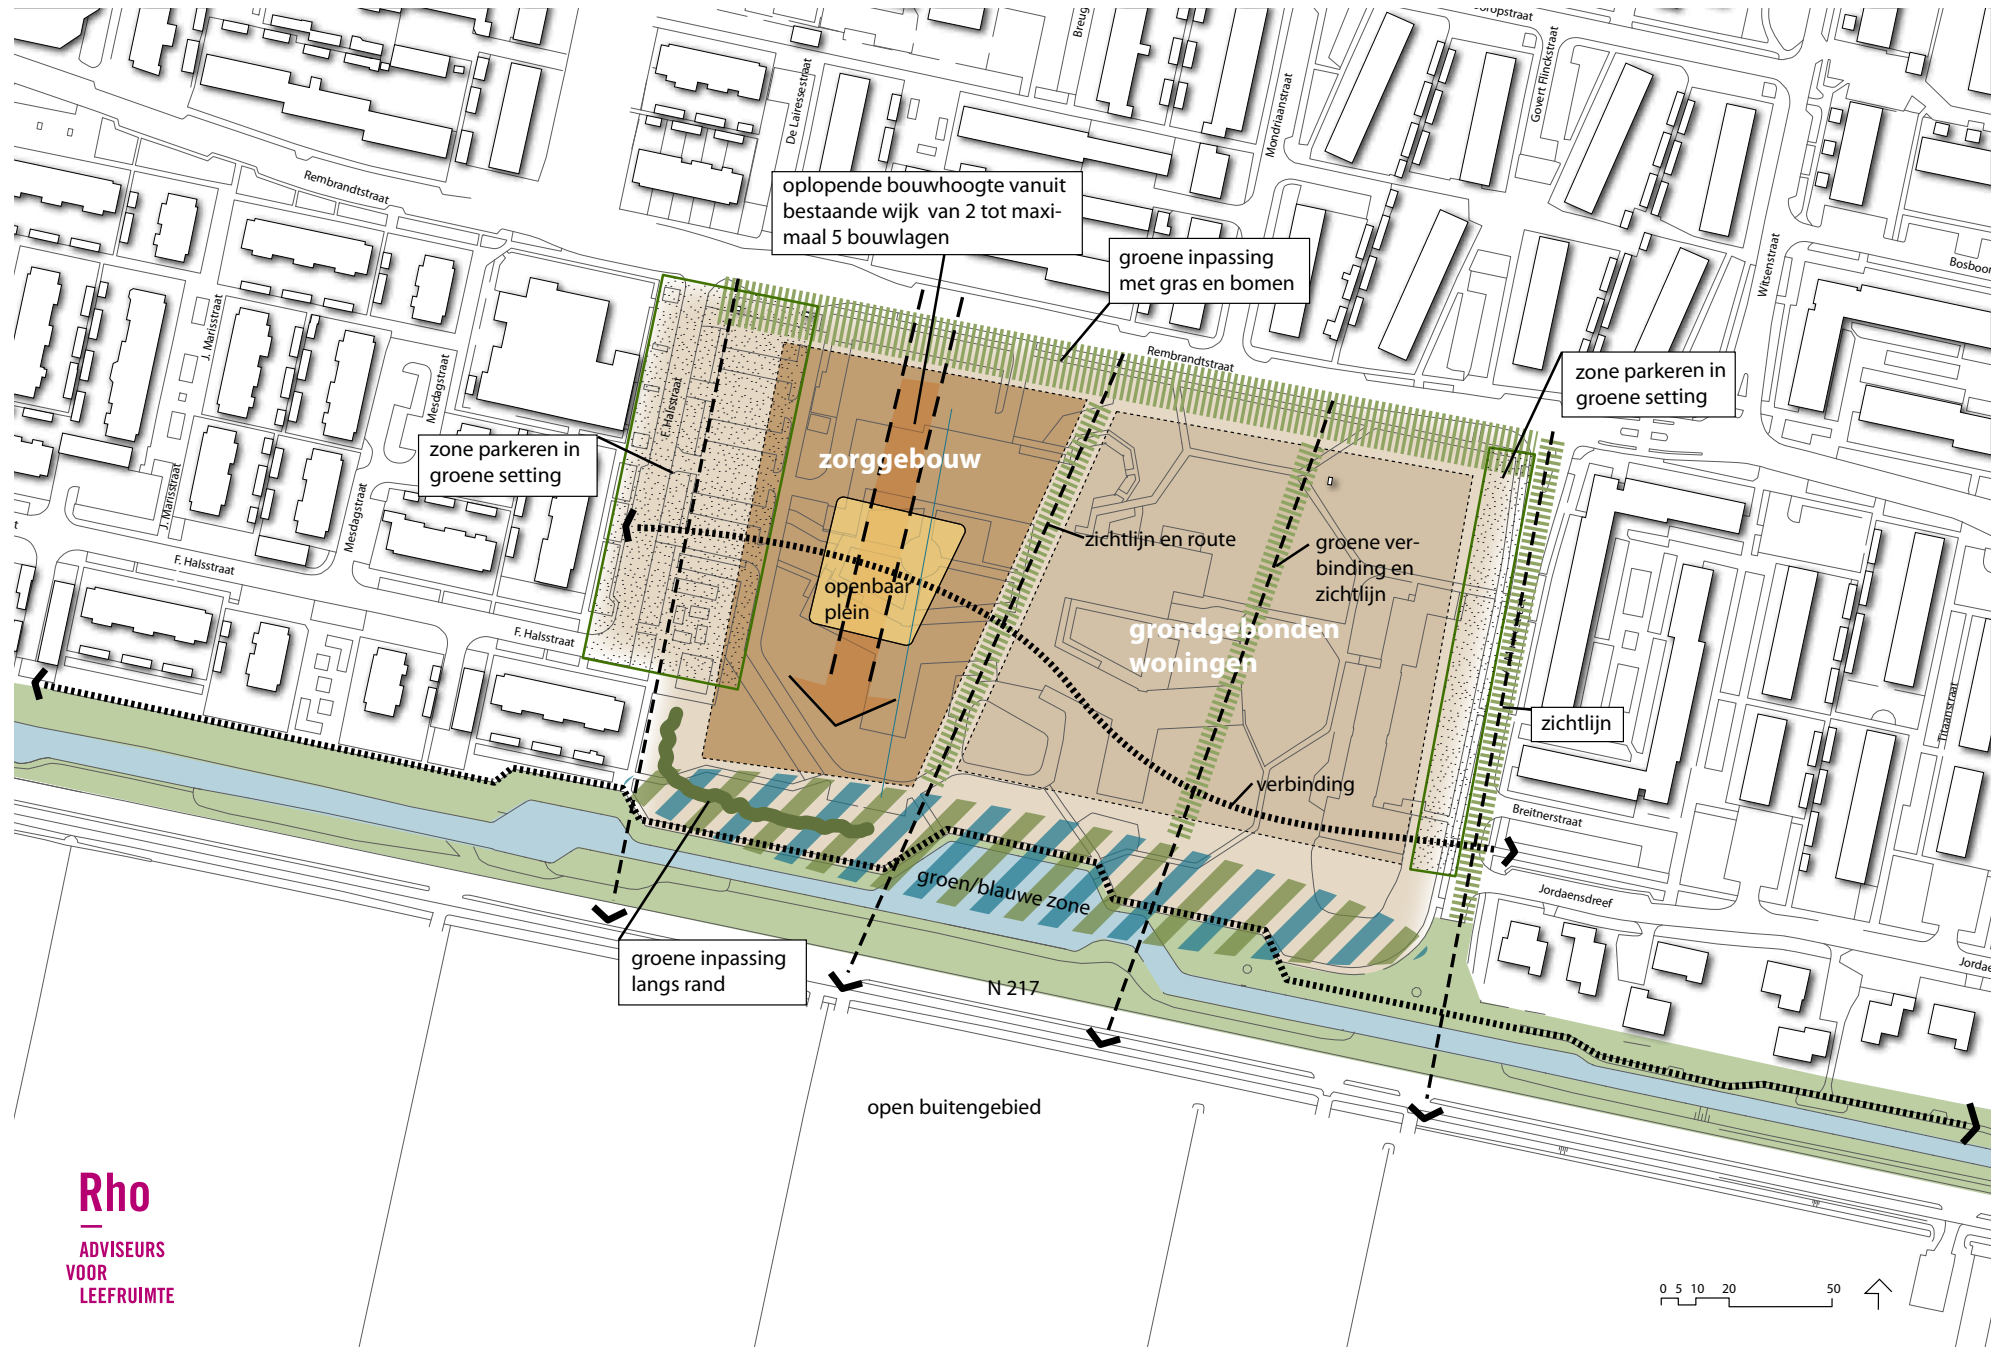 Breug
De Lairessestraat
Mondriaanstraat
Govert Flinckstraat
Witsenstraat
Bosboor
Rembrandtstraat
oplopende bouwhoogte vanuit
bestaande wijk van 2 tot maxi-
maal 5 bouwlagen
groene inpassing
met gras en bomen
Rembrandtstraat
zone parkeren in
groene setting
J. Marisstraat
Mesdagstraat
F. Halsstraat
zone parkeren in
groene setting
zorggebouw
J. Marisstraat
Mesdagstraat
zichtlijn en route
groene ver-
binding en
zichtlijn
F. Halsstraat
openbaar
plein
F. Halsstraat
grondgebonden
woningen
zichtlijn
Titiaanstraat
verbinding
Breitnerstraat
groen/blauwe zone
Jordaensdreef
Jordae
groene inpassing
langs rand
N 217
open buitengebied
Rho
ADVISEURS
VOOR
LEEFRUIMTE
0 5 10 20 50